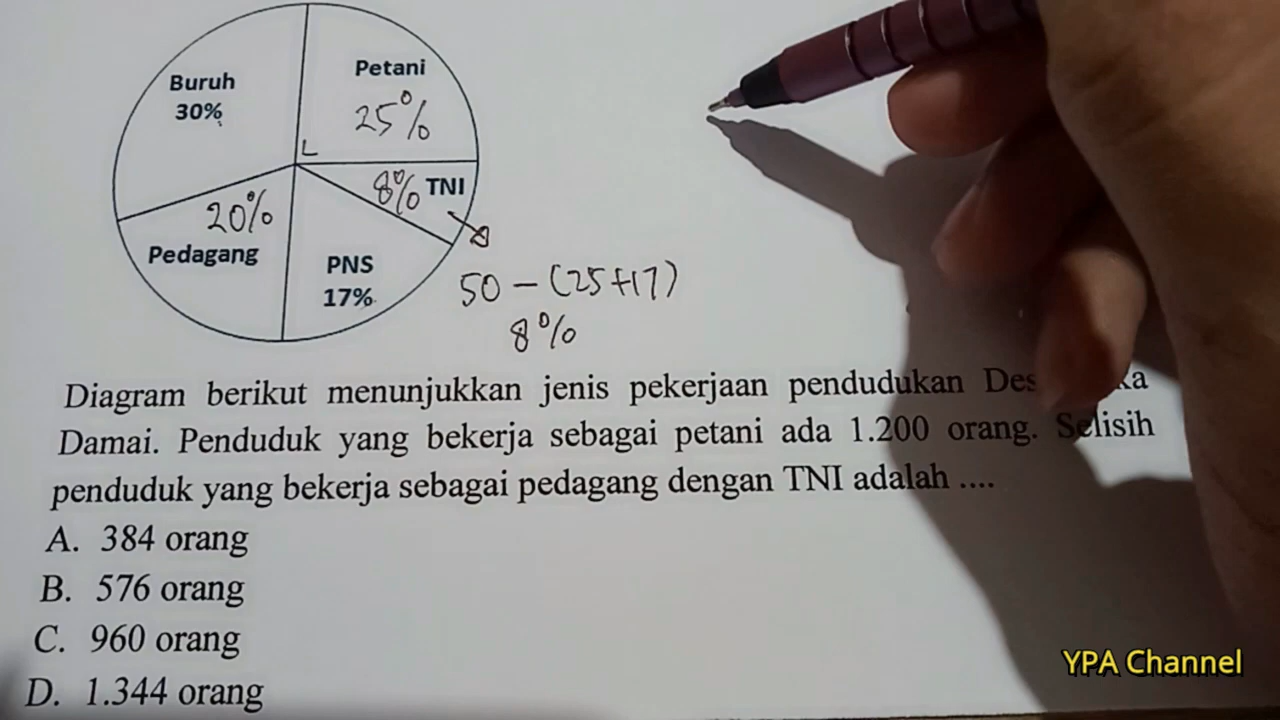 Buruh
30%
Petani
25%
8% TNI
20%
Pedagang
PNS
17%
50 - (25+17)
8%
Diagram berikut menunjukkan jenis pekerjaan pendudukan
Damai. Penduduk yang bekerja sebagai petani ada 1.200 orang. Selisih
penduduk yang bekerja sebagai pedagang dengan TNI adalah ....
A. 384 orang
B. 576 orang
C. 960 orang
D. 1.344 orang
YPA Channel